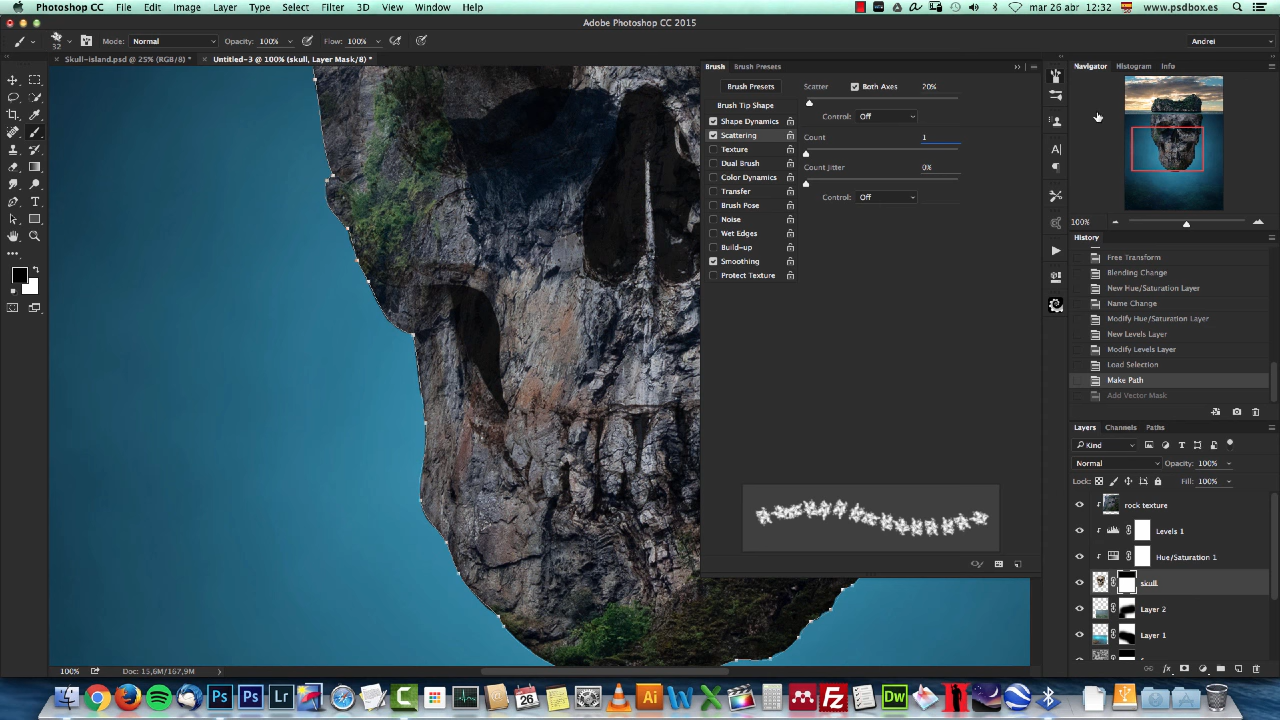 Photoshop CC File Edit Image Layer Type Select Filter 3D View Window Help mar 26 abr 12:32 www.psdbox.es
Adobe Photoshop CC 2015
32 Mode: Normal Opacity: 100% Flow: 100% Andrei
Skull-island.psd @ 25% (RGB/8) * Untitled-3 @ 100% (skull, Layer Mask/8) *
Brush Brush Presets
Brush Presets
Brush Tip Shape
Shape Dynamics
Scattering
Texture
Dual Brush
Color Dynamics
Transfer
Brush Pose
Noise
Wet Edges
Build-up
Smoothing
Protect Texture
Scatter Both Axes 20%
Control: Off
Count 1
Count Jitter 0%
Control: Off
Navigator Histogram Info
100%
History
Free Transform
Blending Change
New Hue/Saturation Layer
Name Change
Modify Hue/Saturation Layer
New Levels Layer
Modify Levels Layer
Load Selection
Make Path
Add Vector Mask
Layers Channels Paths
Kind
Normal Opacity: 100%
Lock: Fill: 100%
rock texture
Levels 1
Hue/Saturation 1
skull
Layer 2
Layer 1
100% Doc: 15,6M/167,9M
Ps Ps Lr 26 Ai Dw